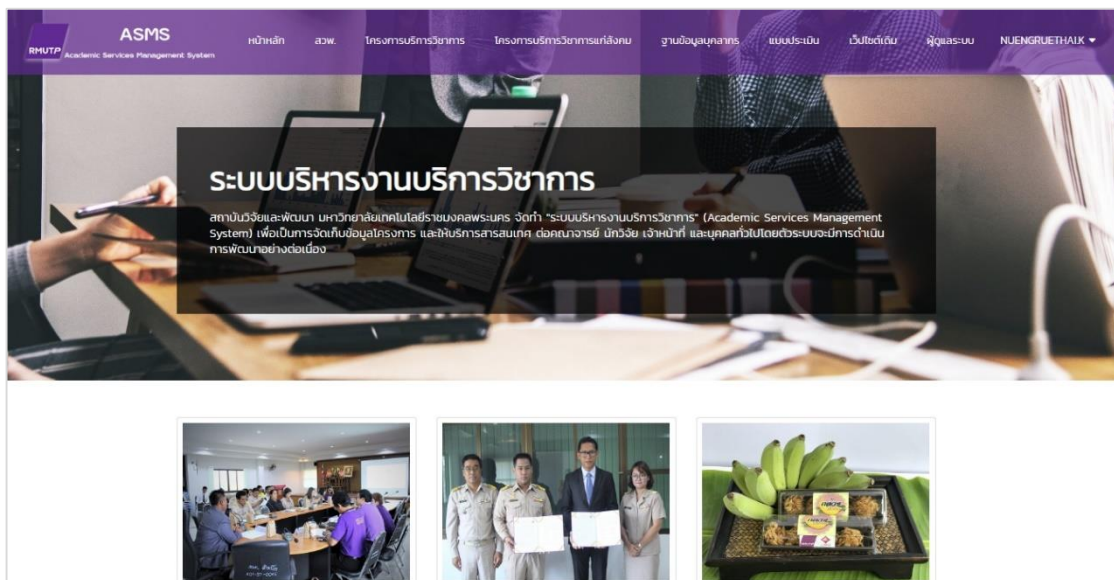 RMUTP
ASMS
Academic Services Management System
หน้าหลัก สวพ. โครงการบริการวิชาการ โครงการบริการวิชาการแก่สังคม ฐานข้อมูลบุคลากร แบบประเมิน เว็ปไซต์เดิม ผู้ดูแลระบบ NUENGRUETHAI.K
ระบบบริหารงานบริการวิชาการ
สถาบันวิจัยและพัฒนา มหาวิทยาลัยเทคโนโลยีราชมงคลพระนคร จัดทำ "ระบบบริหารงานบริการวิชาการ" (Academic Services Management
System) เพื่อเป็นการจัดเก็บข้อมูลโครงการ และให้บริการสารสนเทศ ต่อคณาจารย์ นักวิจัย เจ้าหน้าที่ และบุคคลทั่วไปโดยตัวระบบจะมีการดำเนิน
การพัฒนาอย่างต่อเนื่อง